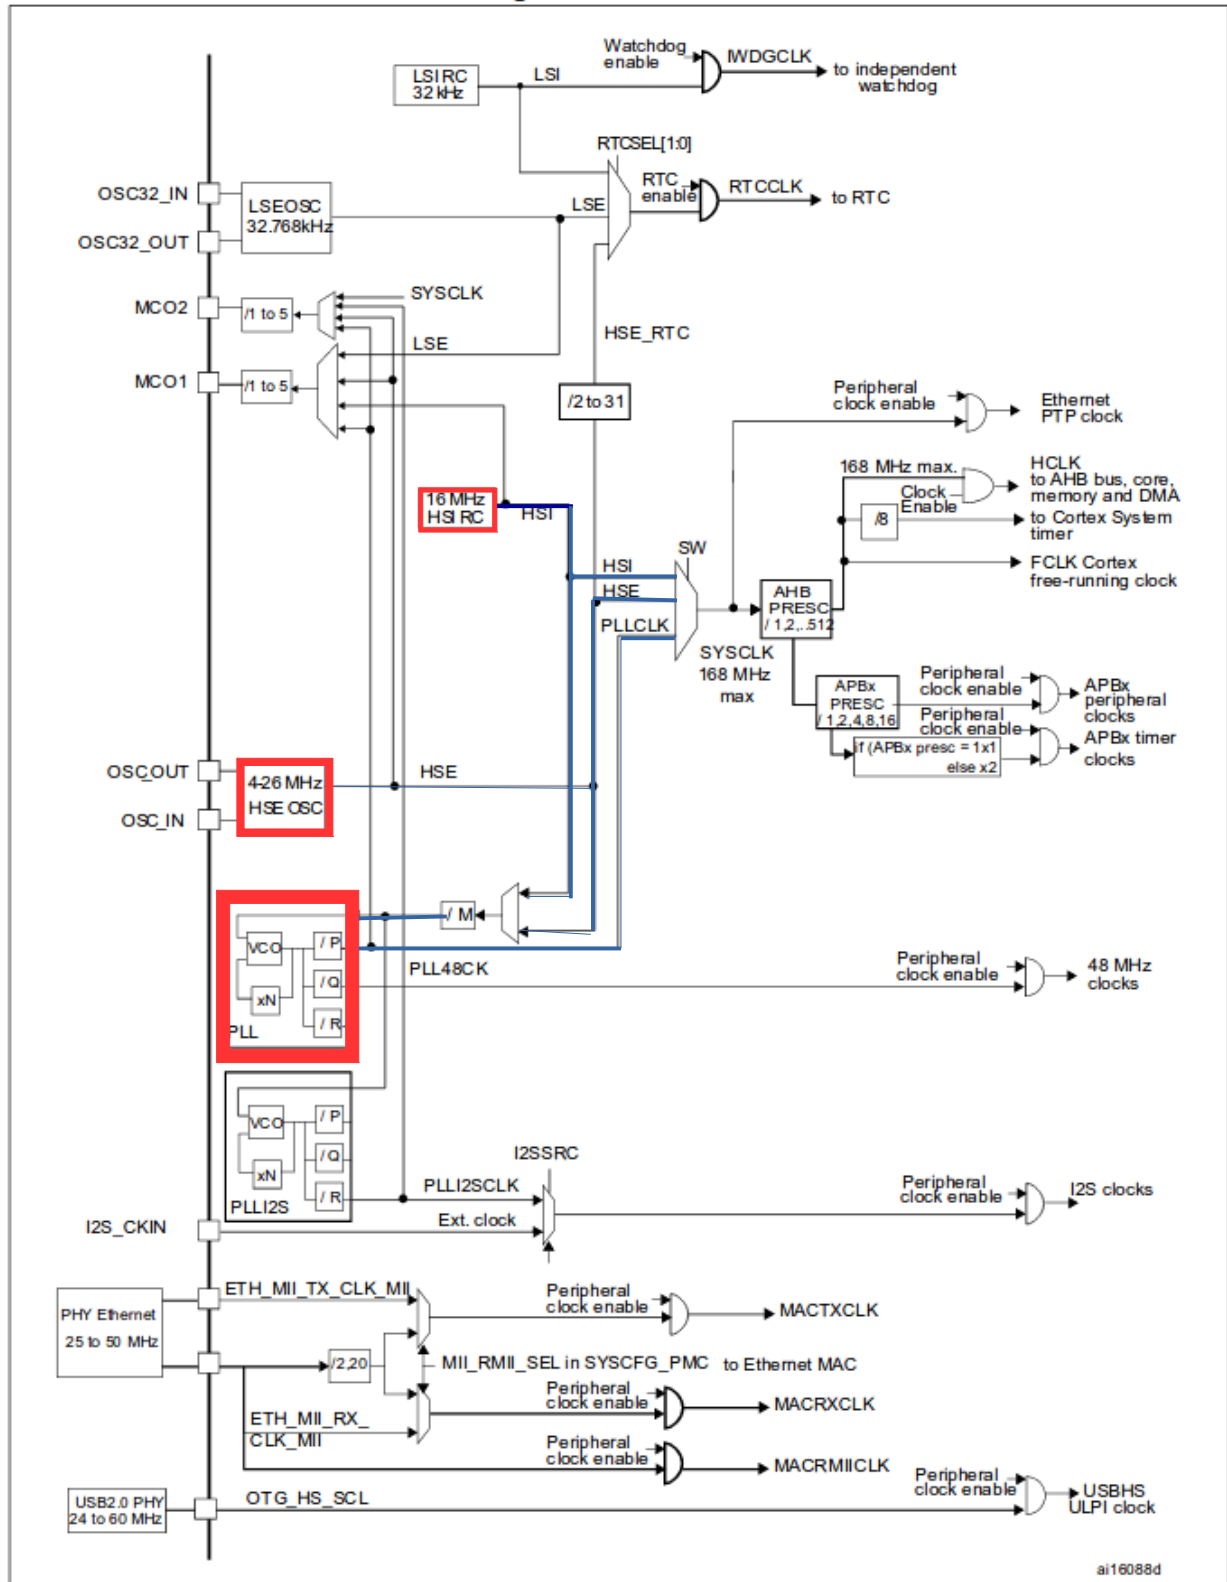 Watchdog
enable
IWDGCLK
to independent
watchdog
LSI RC
32 kHz
LSI
RTCSEL[1:0]
RTC
enable
RTCCLK
to RTC
OSC32_IN
OSC32_OUT
LSE OSC
32.768kHz
LSE
MCO2
/1 to 5
SYSCLK
HSE_RTC
LSE
MCO1
/1 to 5
/2 to 31
Peripheral
clock enable
Ethernet
PTP clock
16 MHz
HSI RC
HSI
168 MHz max.
Clock
Enable
HCLK
to AHB bus, core,
memory and DMA
/8
to Cortex System
timer
FCLK Cortex
free-running clock
SW
HSI
HSE
PLLCLK
SYSCLK
168 MHz
max
AHB
PRESC
/ 1,2,..512
APBx
PRESC
/ 1,2,4,8,16
Peripheral
clock enable
APBx
peripheral
clocks
Peripheral
clock enable
if (APBx presc = 1x1
else x2
APBx timer
clocks
OSC_OUT
OSC_IN
4-26 MHz
HSE OSC
HSE
/ M
VCO
xN
/ P
/ Q
/ R
PLL
PLL48CK
Peripheral
clock enable
48 MHz
clocks
VCO
xN
/ P
/ Q
/ R
PLLI2S
I2SSRC
PLLI2SCLK
Ext. clock
I2S_CKIN
Peripheral
clock enable
I2S clocks
PHY Ethernet
25 to 50 MHz
ETH_MII_TX_CLK_MII
Peripheral
clock enable
MACTXCLK
/2,20
MII_RMII_SEL in SYSCFG_PMC
to Ethernet MAC
ETH_MII_RX_
CLK_MII
Peripheral
clock enable
MACRXCLK
Peripheral
clock enable
MACRMIICLK
USB2.0 PHY
24 to 60 MHz
OTG_HS_SCL
Peripheral
clock enable
USBHS
ULPI clock
ai16088d